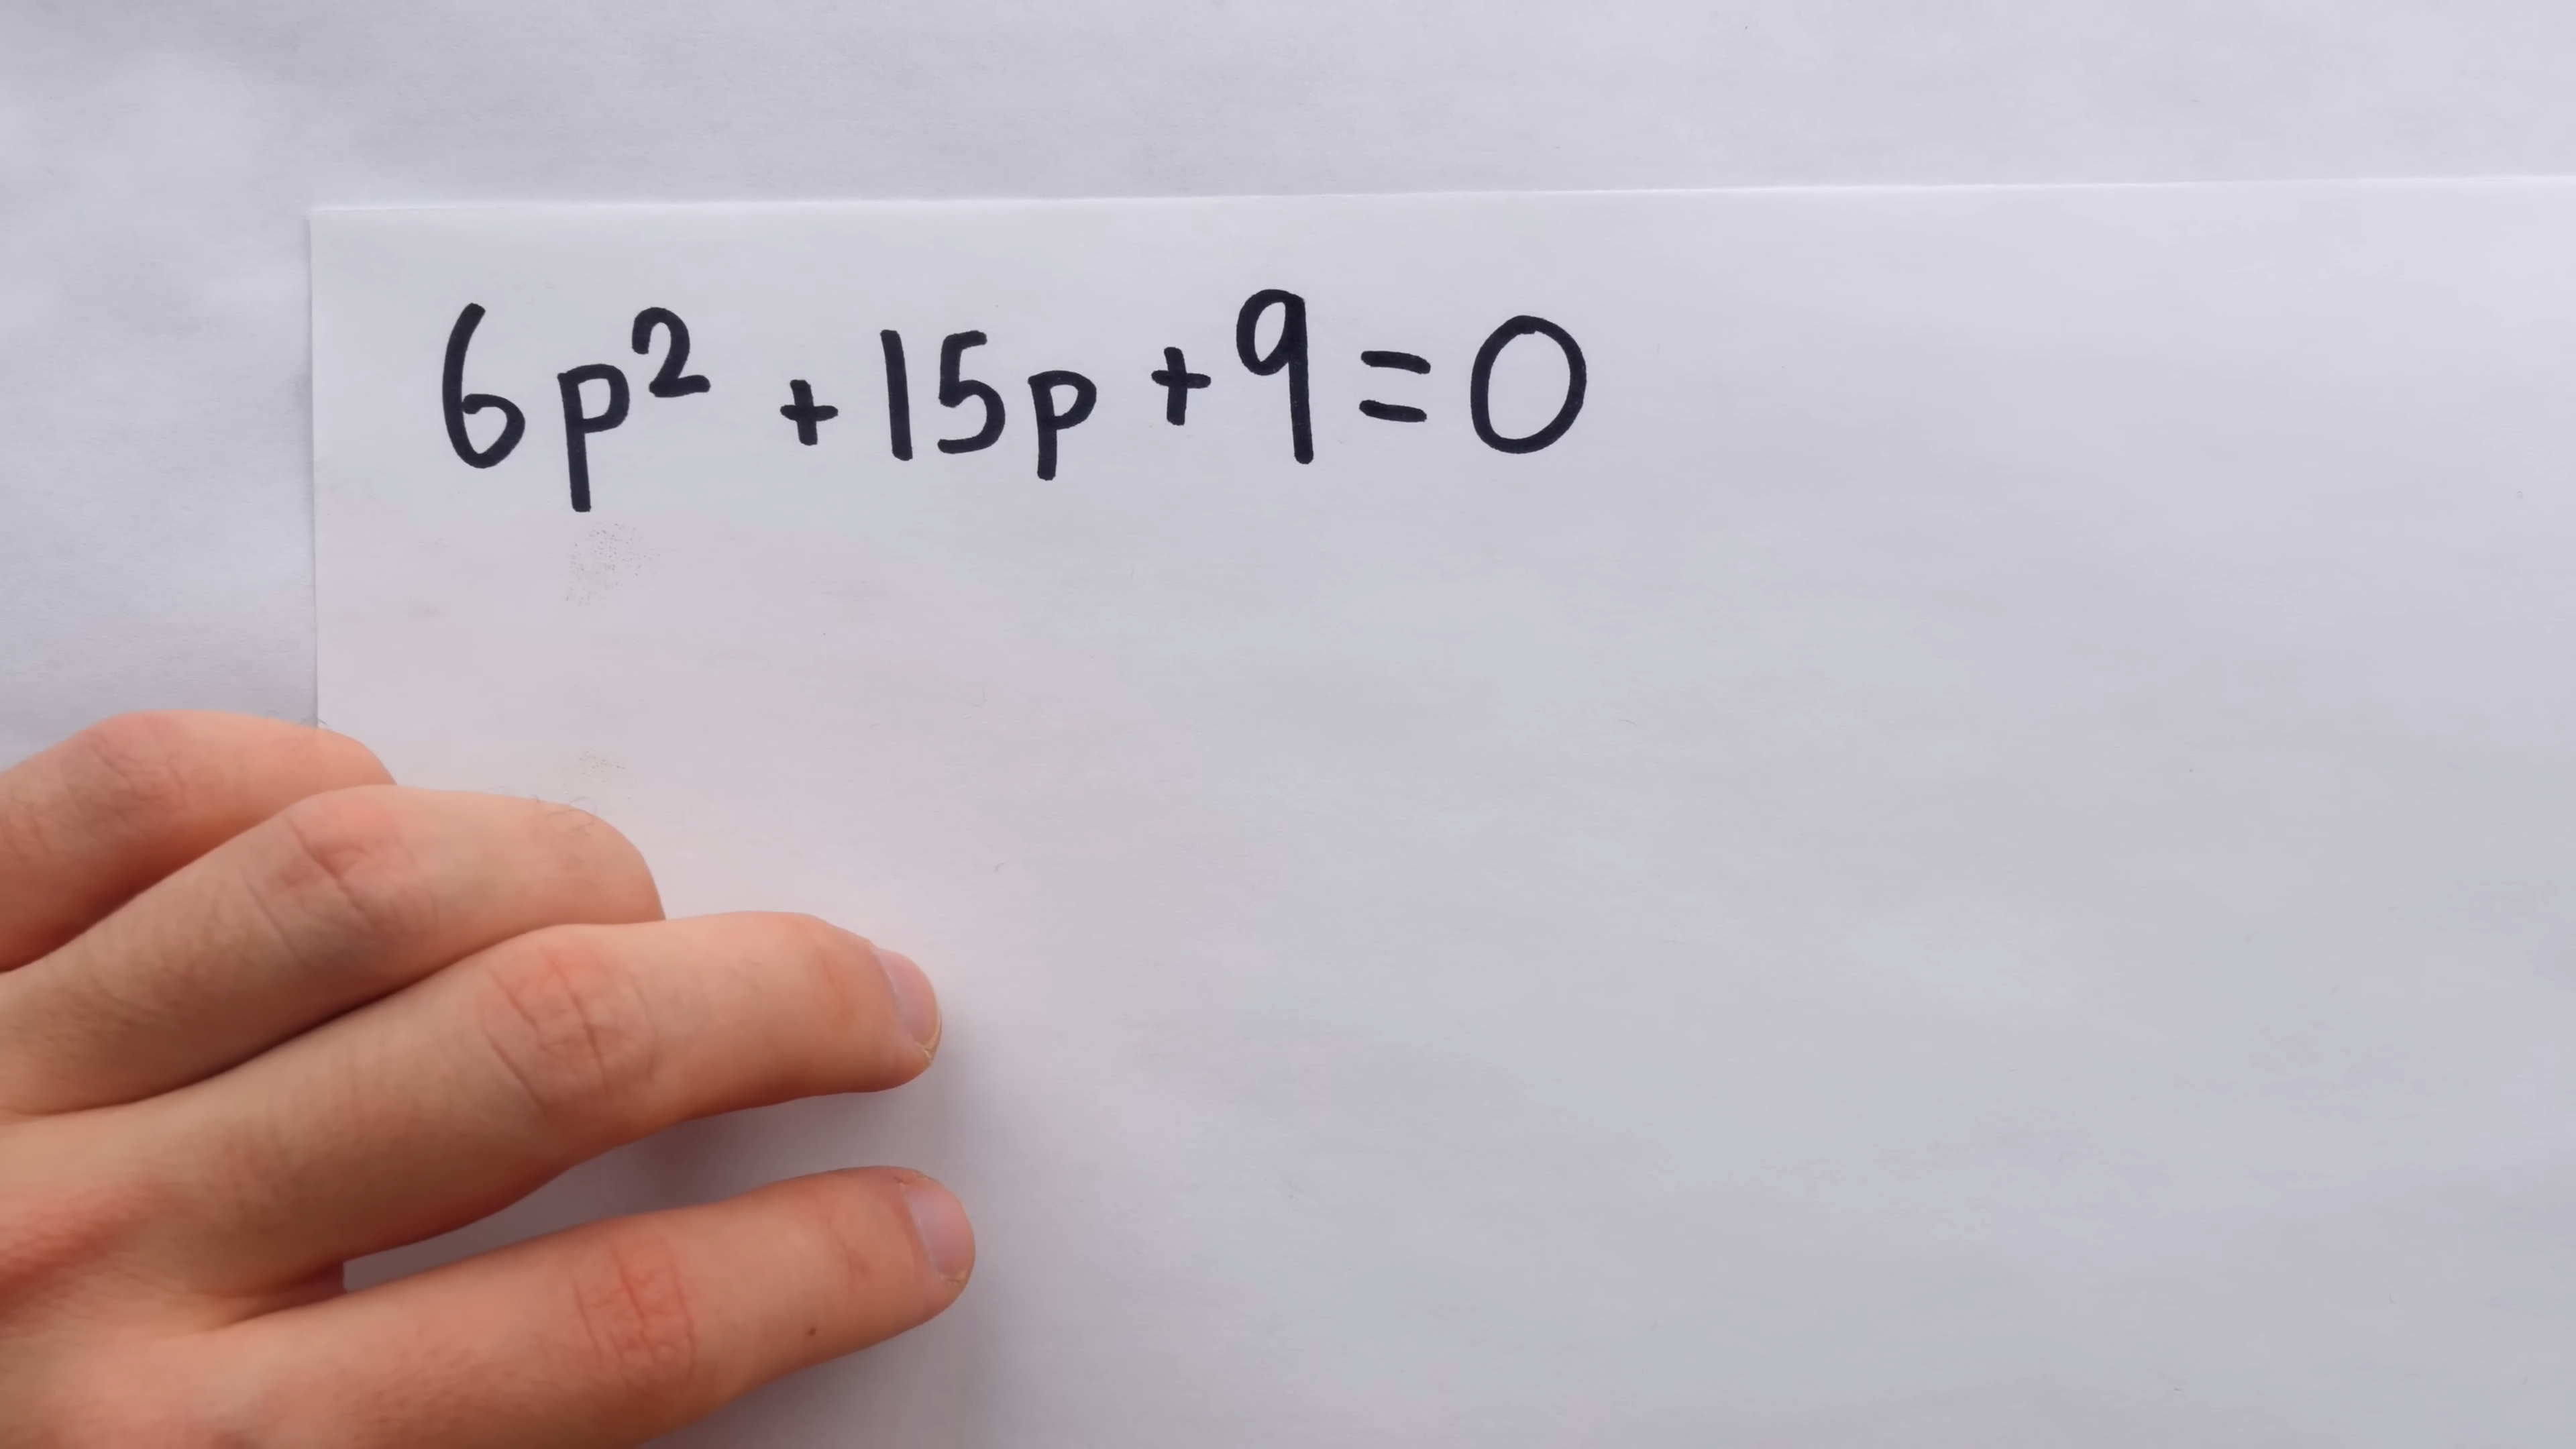 6p² + 15p + 9 = 0